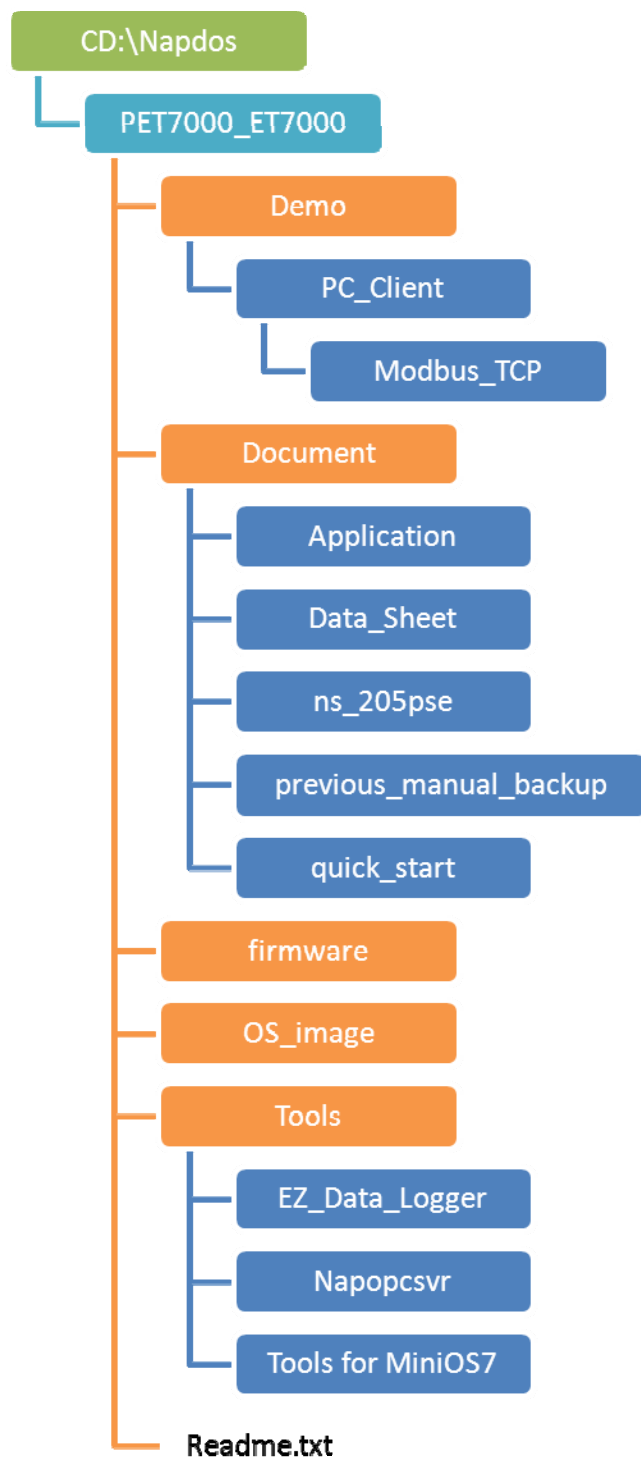 CD:\Napdos
PET7000_ET7000
Demo
PC_Client
Modbus_TCP
Document
Application
Data_Sheet
ns_205pse
previous_manual_backup
quick_start
firmware
OS_image
Tools
EZ_Data_Logger
Napopcsvr
Tools for MiniOS7
Readme.txt